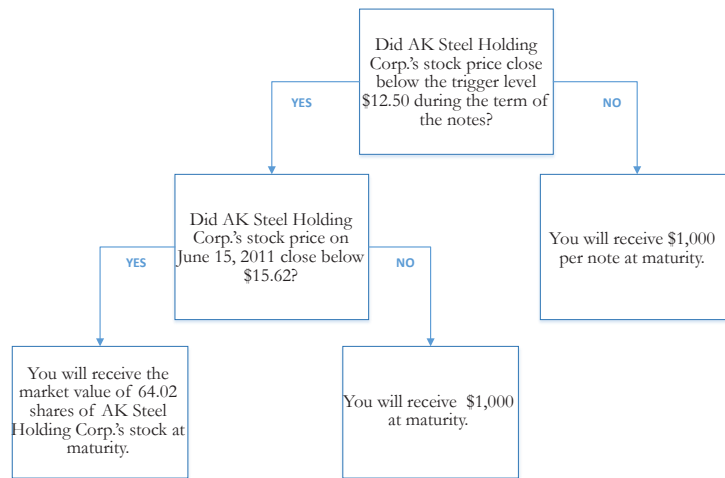 Did AK Steel Holding
Corp.'s stock price close
below the trigger level
$12.50 during the term of
the notes?
YES
NO
Did AK Steel Holding
Corp.'s stock price on
June 15, 2011 close below
$15.62?
You will receive $1,000
per note at maturity.
YES
NO
You will receive the
market value of 64.02
shares of AK Steel
Holding Corp.'s stock at
maturity.
You will receive $1,000
at maturity.